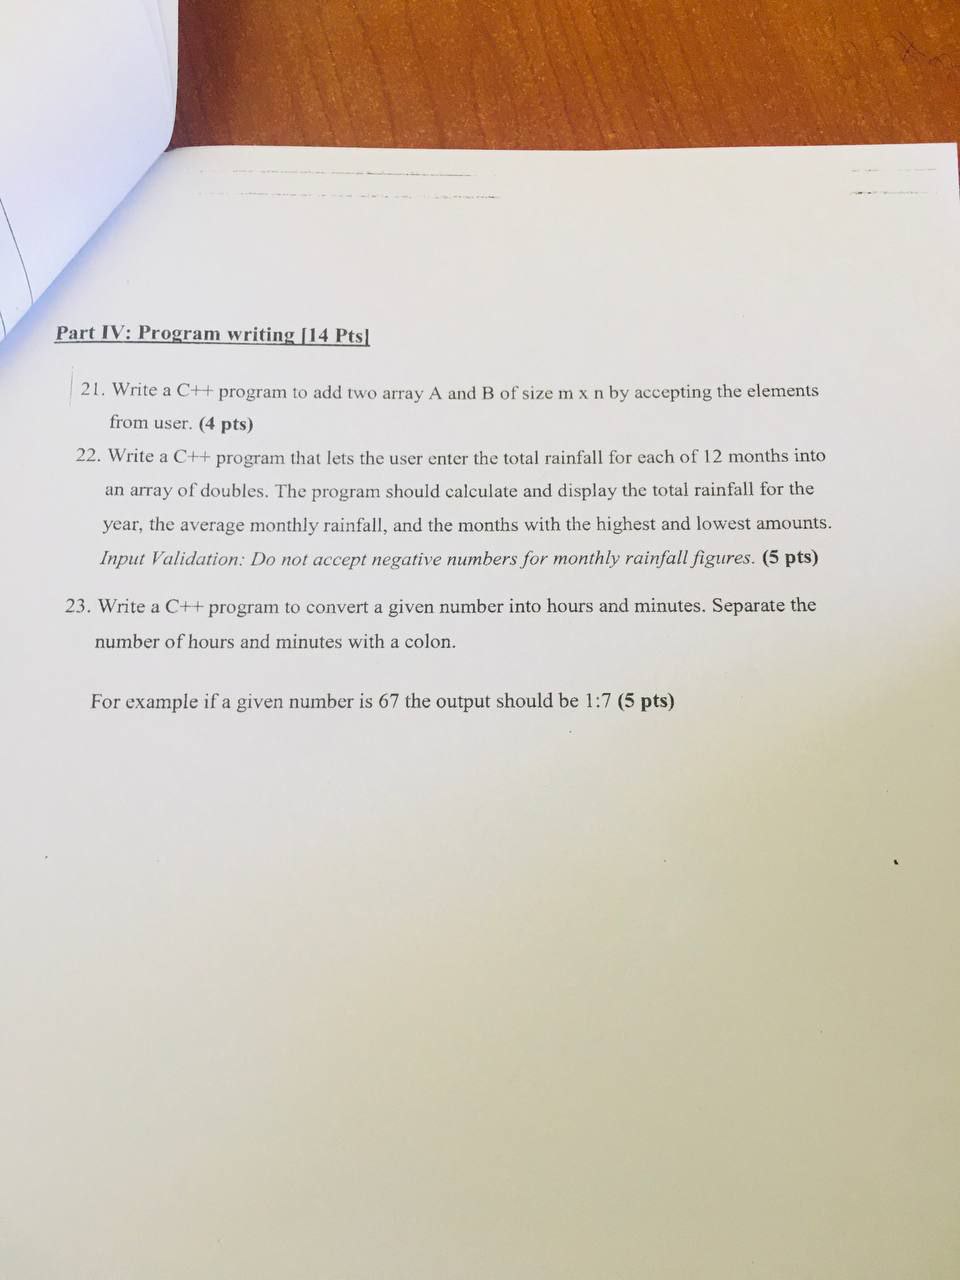 Part IV: Program writing [14 Pts]
21. Write a C++ program to add two array A and B of size m x n by accepting the elements
from user. (4 pts)
22. Write a C++ program that lets the user enter the total rainfall for each of 12 months into
an array of doubles. The program should calculate and display the total rainfall for the
year, the average monthly rainfall, and the months with the highest and lowest amounts.
Input Validation: Do not accept negative numbers for monthly rainfall figures. (5 pts)
23. Write a C++ program to convert a given number into hours and minutes. Separate the
number of hours and minutes with a colon.
For example if a given number is 67 the output should be 1:7 (5 pts)